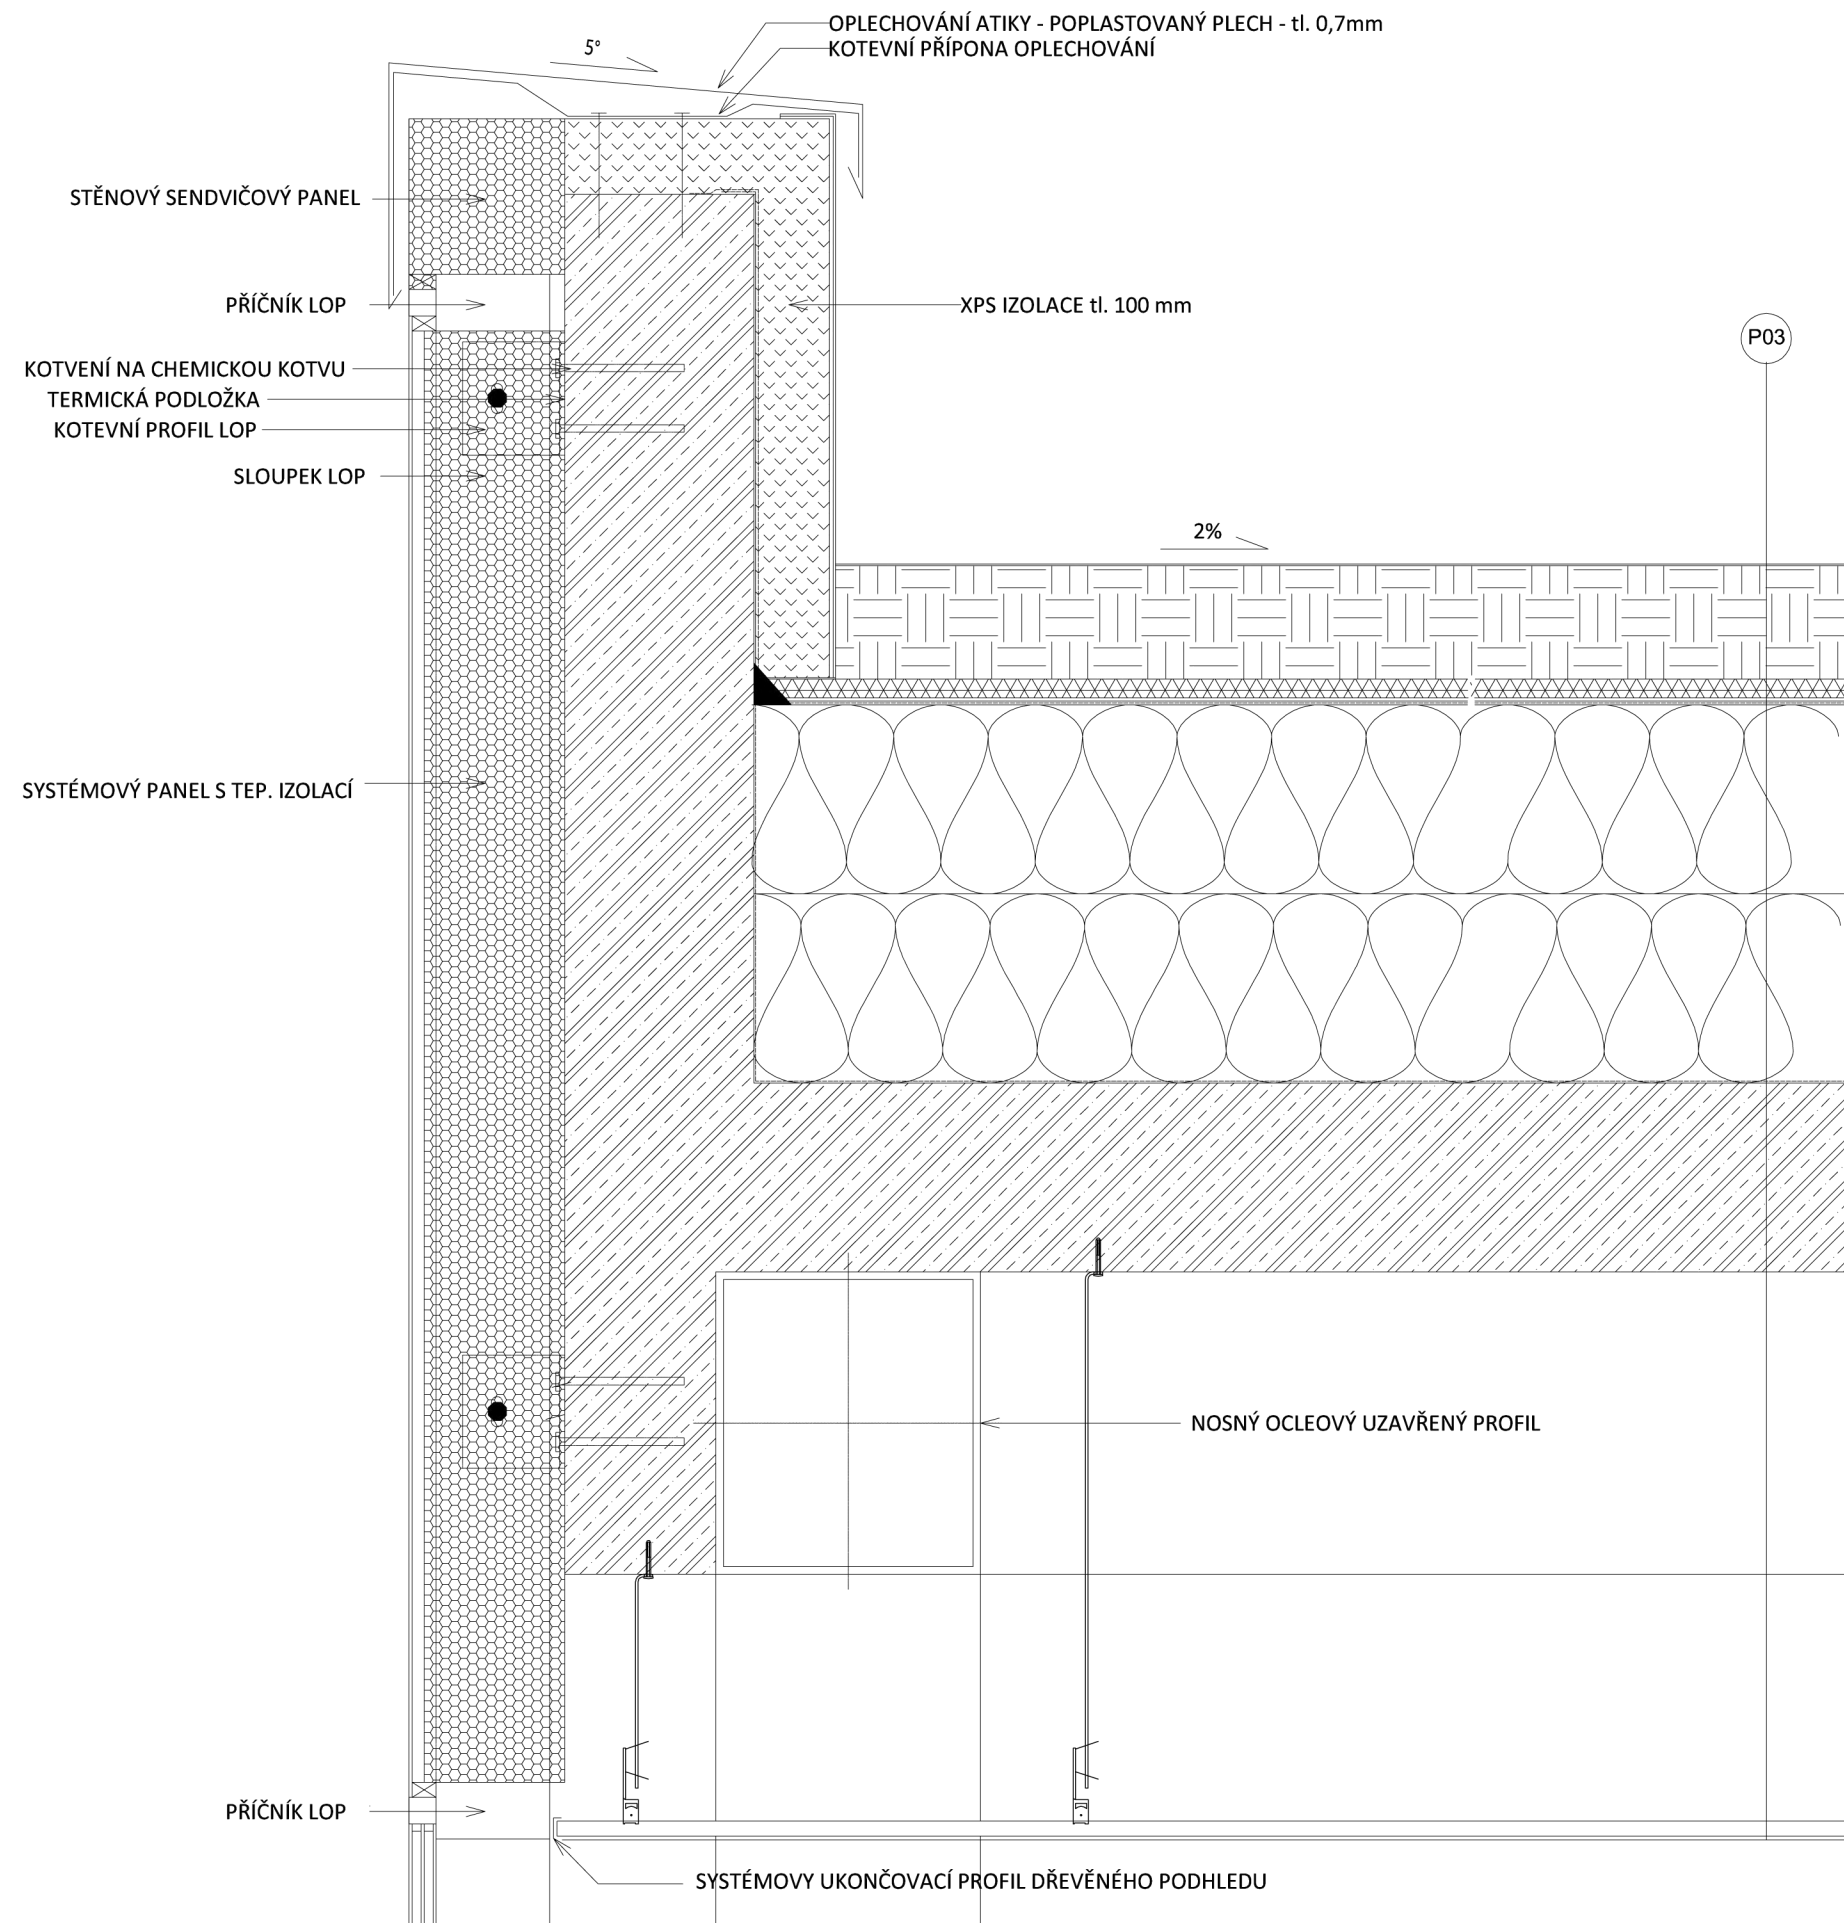 OPLECHOVÁNÍ ATIKY - POPLASTOVANÝ PLECH - tl. 0,7mm
KOTEVNÍ PŘÍPONA OPLECHOVÁNÍ
5°
STĚNOVÝ SENDVIČOVÝ PANEL
PŘÍČNÍK LOP
XPS IZOLACE tl. 100 mm
P03
KOTVENÍ NA CHEMICKOU KOTVU
TERMICKÁ PODLOŽKA
KOTEVNÍ PROFIL LOP
SLOUPEK LOP
2%
SYSTÉMOVÝ PANEL S TEP. IZOLACÍ
NOSNÝ OCLEOVÝ UZAVŘENÝ PROFIL
PŘÍČNÍK LOP
SYSTÉMOVY UKONČOVACÍ PROFIL DŘEVĚNÉHO PODHLEDU